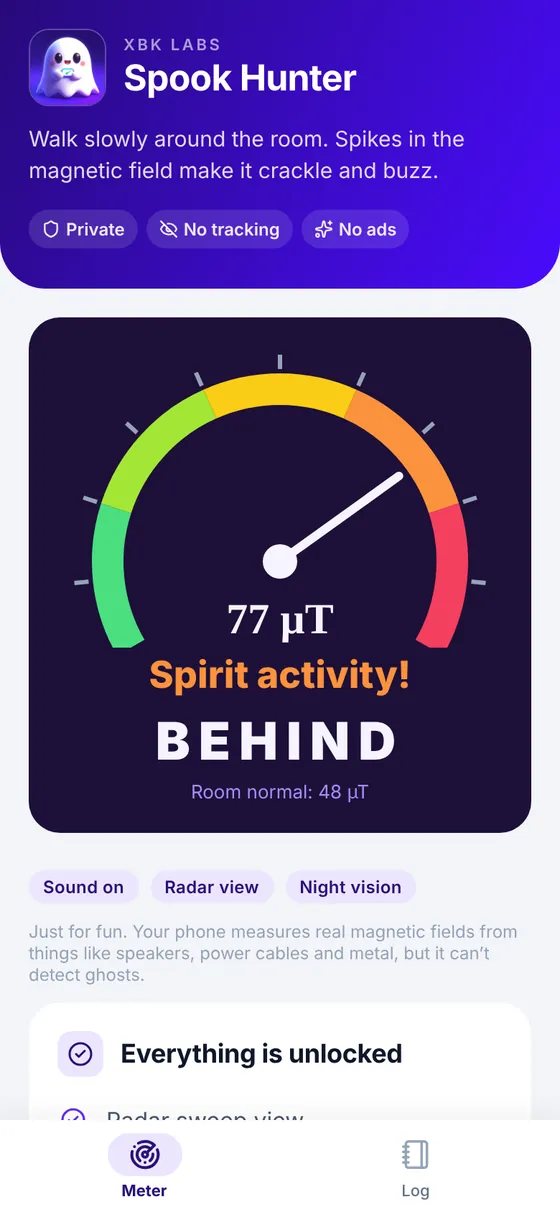 XBK LABS
Spook Hunter
Walk slowly around the room. Spikes in the
magnetic field make it crackle and buzz.
Private
No tracking
No ads
77 µT
Spirit activity!
BEHIND
Room normal: 48 µT
Sound on
Radar view
Night vision
Just for fun. Your phone measures real magnetic fields from
things like speakers, power cables and metal, but it can’t
detect ghosts.
Everything is unlocked
Radar sweep view
Meter
Log